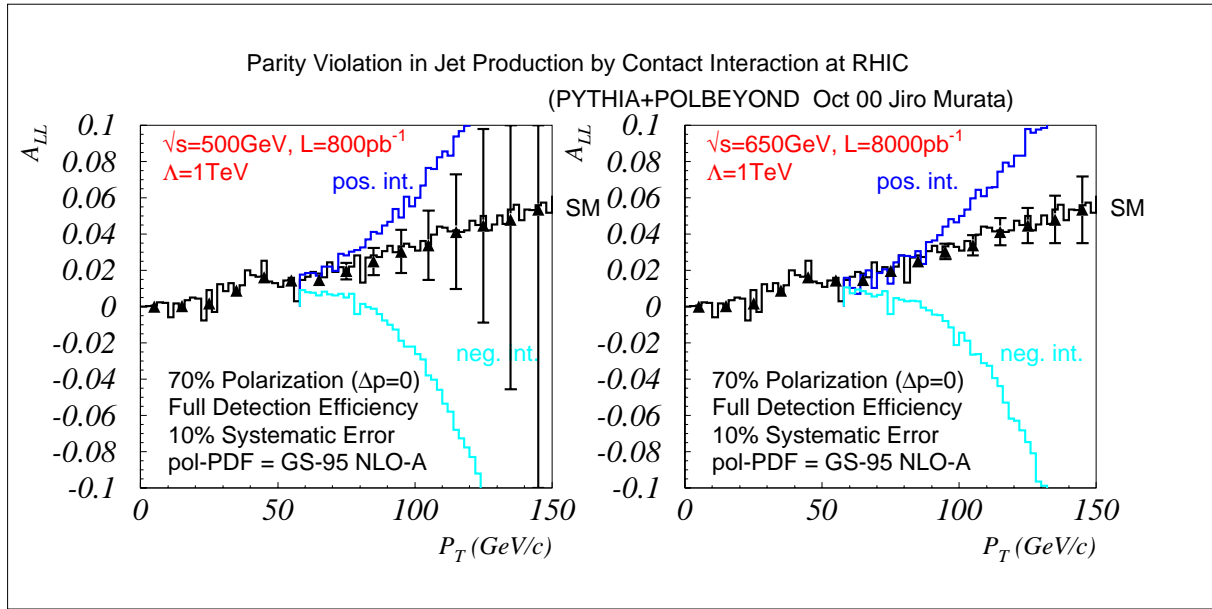 Parity Violation in Jet Production by Contact Interaction at RHIC
(PYTHIA+POLBEYOND Oct 00 Jiro Murata)
A_LL
0.1
0.08
0.06
0.04
0.02
0
-0.02
-0.04
-0.06
-0.08
-0.1
√s=500GeV, L=800pb⁻¹
Λ=1TeV
pos. int.
SM
neg. int.
70% Polarization (Δp=0)
Full Detection Efficiency
10% Systematic Error
pol-PDF = GS-95 NLO-A
0 50 100 150
P_T (GeV/c)
A_LL
0.1
0.08
0.06
0.04
0.02
0
-0.02
-0.04
-0.06
-0.08
-0.1
√s=650GeV, L=8000pb⁻¹
Λ=1TeV
pos. int.
SM
neg. int.
70% Polarization (Δp=0)
Full Detection Efficiency
10% Systematic Error
pol-PDF = GS-95 NLO-A
0 50 100 150
P_T (GeV/c)